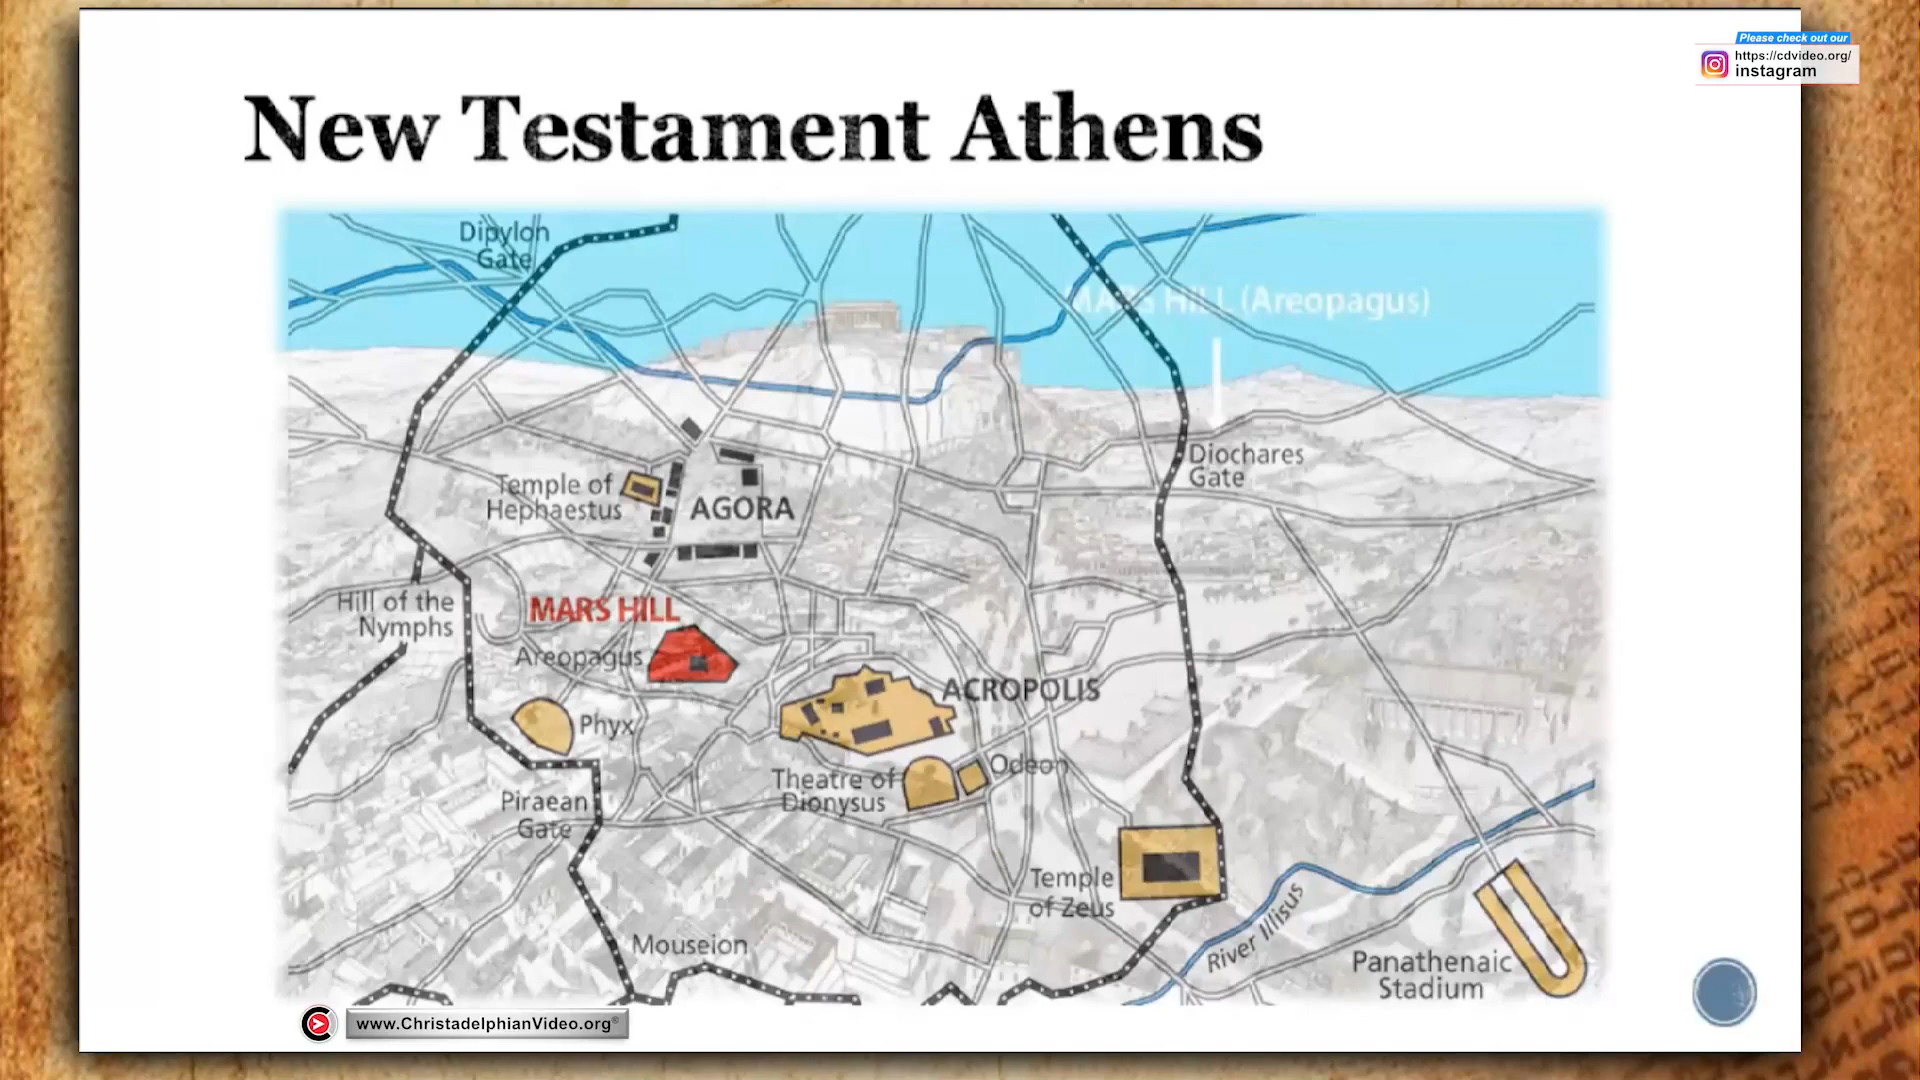 Please check out our
https://cdvideo.org/
instagram
New Testament Athens
Dipylon
Gate
MARS HILL (Areopagus)
Diochares
Gate
Temple of
Hephaestus
AGORA
Hill of the
Nymphs
MARS HILL
Areopagus
ACROPOLIS
Phyx
Odeon
Theatre of
Dionysus
Piraean
Gate
Temple
of Zeus
River Illisus
Mouseion
Panathenaic
Stadium
www.ChristadelphianVideo.org®